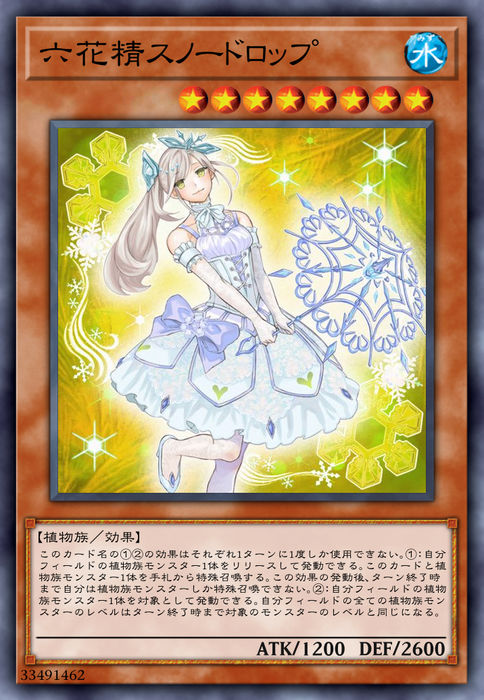 六花精スノードロップ
みず
水
【植物族／効果】
このカード名の①②の効果はそれぞれ1ターンに1度しか使用できない。①：自分
フィールドの植物族モンスター1体をリリースして発動できる。このカードと植
物族モンスター1体を手札から特殊召喚する。この効果の発動後、ターン終了時
まで自分は植物族モンスターしか特殊召喚できない。②：自分フィールドの植物
族モンスター1体を対象として発動できる。自分フィールドの全ての植物族モン
スターのレベルはターン終了時まで対象のモンスターのレベルと同じになる。
ATK/1200 DEF/2600
33491462